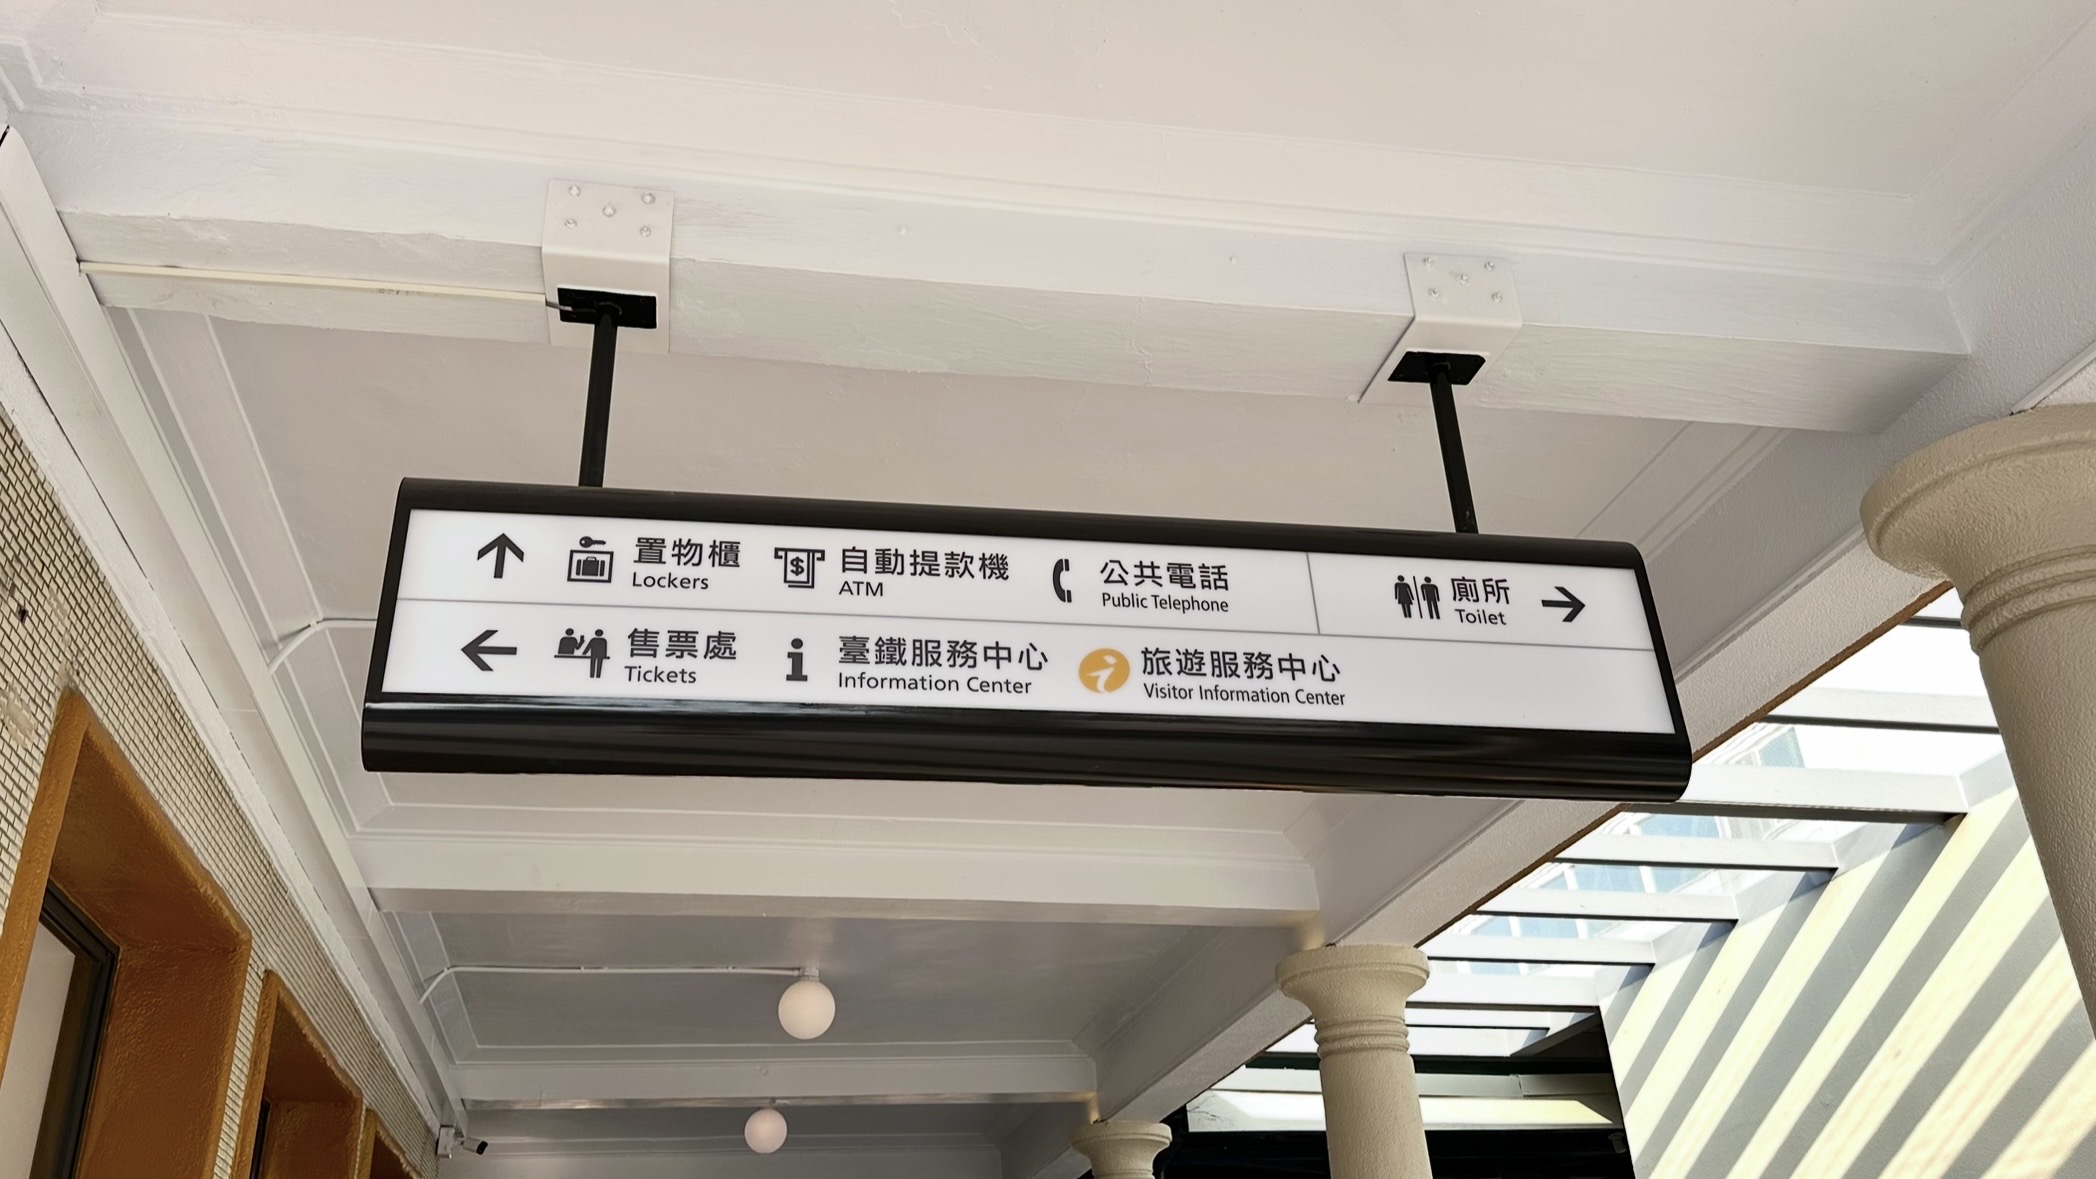 置物櫃 自動提款機 公共電話 廁所
Lockers ATM Public Telephone Toilet
售票處 臺鐵服務中心 旅遊服務中心
Tickets Information Center Visitor Information Center